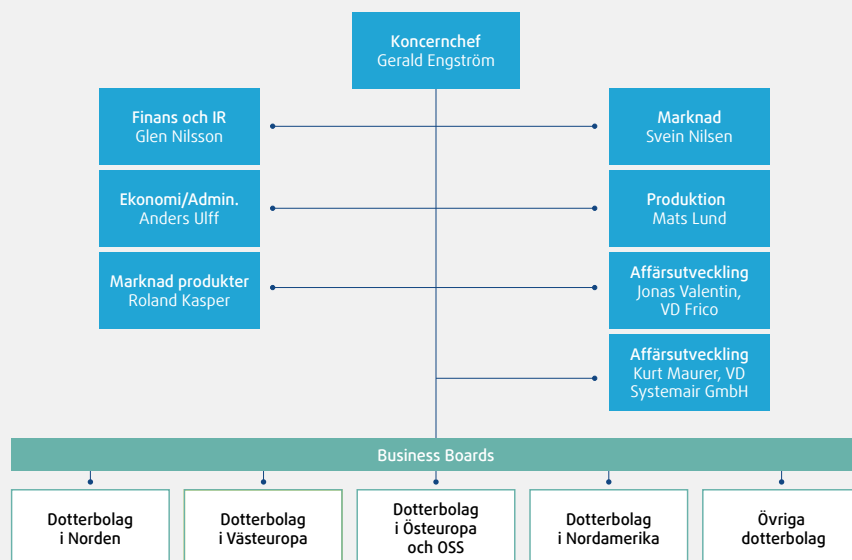 Koncernchef
Gerald Engström
Finans och IR
Glen Nilsson
Marknad
Svein Nilsen
Ekonomi/Admin.
Anders Ulff
Produktion
Mats Lund
Marknad produkter
Roland Kasper
Affärsutveckling
Jonas Valentin,
VD Frico
Affärsutveckling
Kurt Maurer, VD
Systemair GmbH
Business Boards
Dotterbolag
i Norden
Dotterbolag
i Västeuropa
Dotterbolag
i Östeuropa
och OSS
Dotterbolag
i Nordamerika
Övriga
dotterbolag